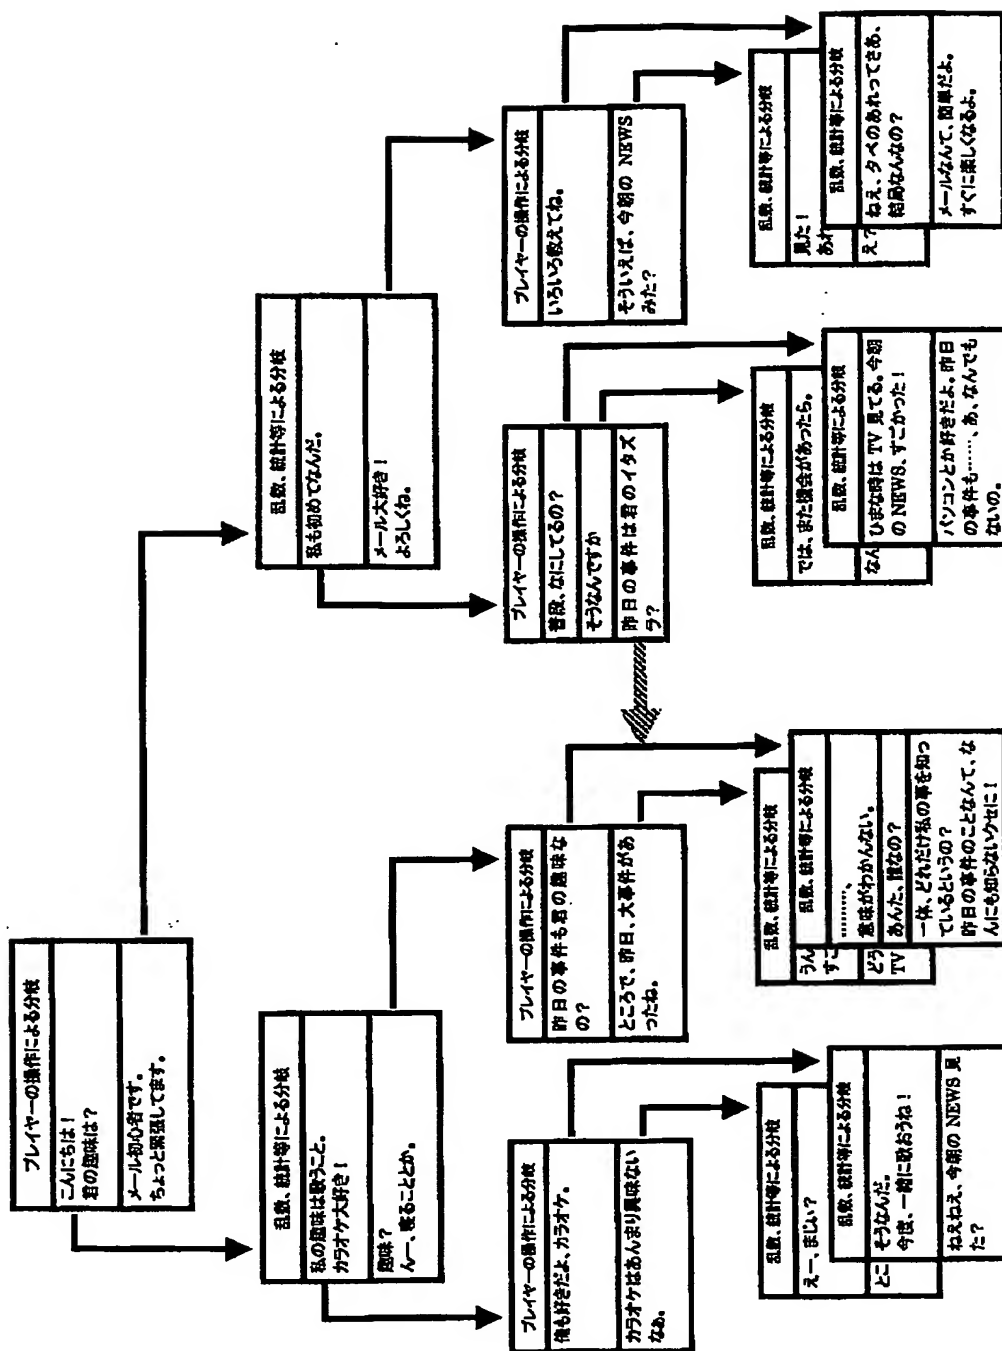 プレイヤーの操作による分岐
こんにちは！
君の趣味は？
メール初心者です。
ちょっと緊張してます。
乱数、統計等による分岐
私の趣味は歌うこと。
カラオケ大好き！
趣味？
んー、寝ることとか。
乱数、統計等による分岐
私も初めてなんだ。
メール大好き！
よろしくね。
プレイヤーの操作による分岐
俺も好きだよ、カラオケ。
カラオケはあんまり興味ない
なあ。
プレイヤーの操作による分岐
昨日の事件も君の趣味な
の？
ところで、昨日、大事件があ
ったね。
プレイヤーの操作による分岐
普段、なにしてるの？
そうなんですか
昨日の事件は君のイタズ
ラ？
プレイヤーの操作による分岐
いろいろ教えてね。
そういえば、今朝の NEWS
みた？
乱数、統計等による分岐
えー、まじい？
とこ
乱数、統計等による分岐
そうなんだ。
今度、一緒に歌おうね！
ねえねえ、今朝の NEWS 見
た？
乱数、統計等による分岐
うん
すご
どう
TV
乱数、統計等による分岐
………、
意味がわかんない。
あんた、誰なの？
一体、どれだけ私の事を知っ
ているというの？
昨日の事件のことなんて、な
んにも知らないクセに！
乱数、統計等による分岐
では、また機会があったら。
なん
乱数、統計等による分岐
ひまな時は TV 見てる。今朝
の NEWS、すごかった！
パソコンとか好きだよ。昨日
の事件も……、あ、なんでも
ないの。
乱数、統計等による分岐
見た！
あれ
え？
乱数、統計等による分岐
ねえ、夕べのあれってさあ、
結局なんなの？
メールなんて、簡単だよ。
すぐに楽しくなるよ。